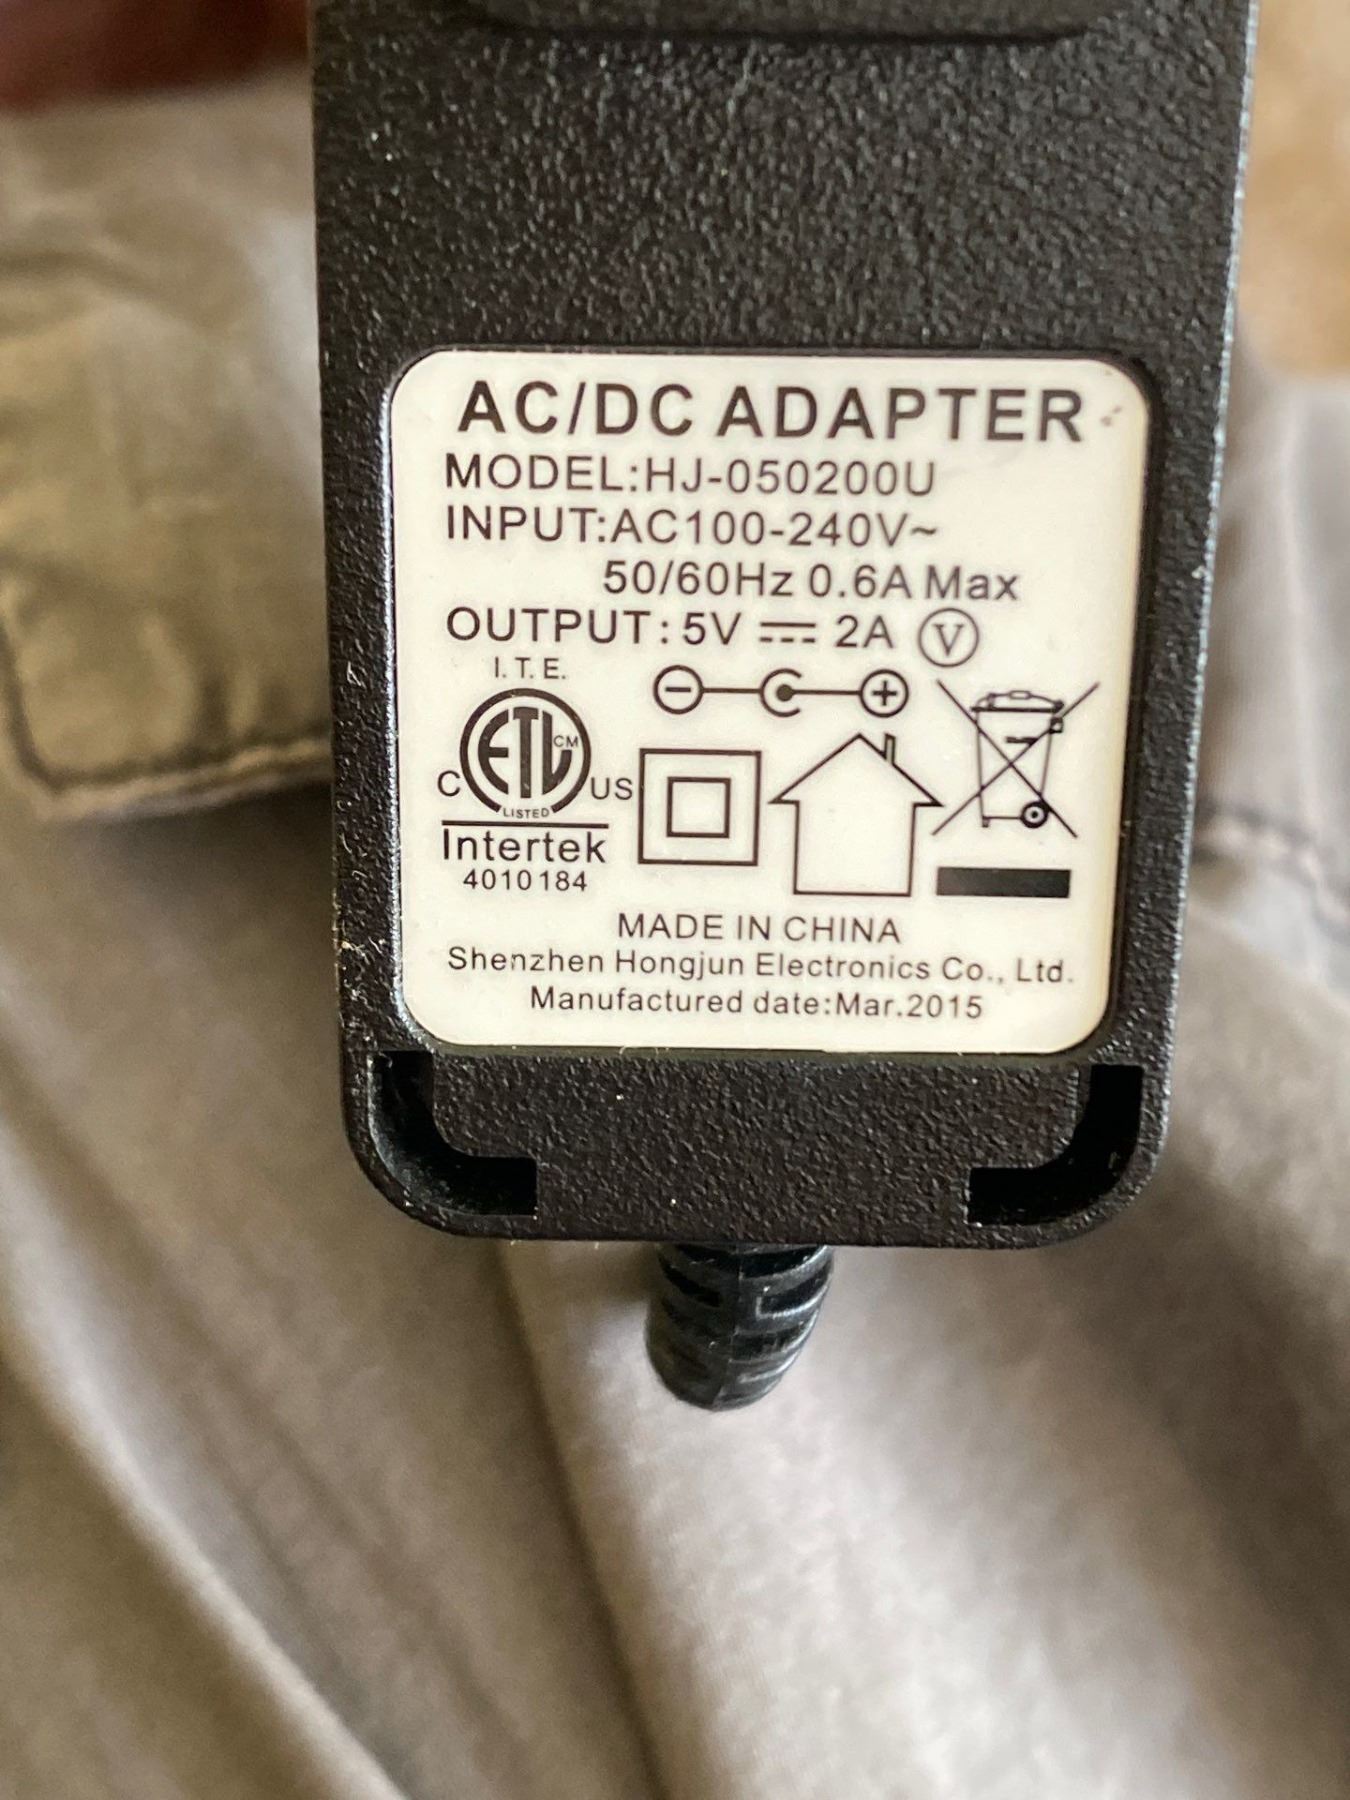 AC/DC ADAPTER
MODEL:HJ-050200U
INPUT:AC100-240V~
50/60Hz 0.6A Max
OUTPUT: 5V ⎓ 2A Ⓥ
I.T.E.
ETL CM
C US
LISTED
Intertek
4010184
MADE IN CHINA
Shenzhen Hongjun Electronics Co., Ltd.
Manufactured date:Mar.2015